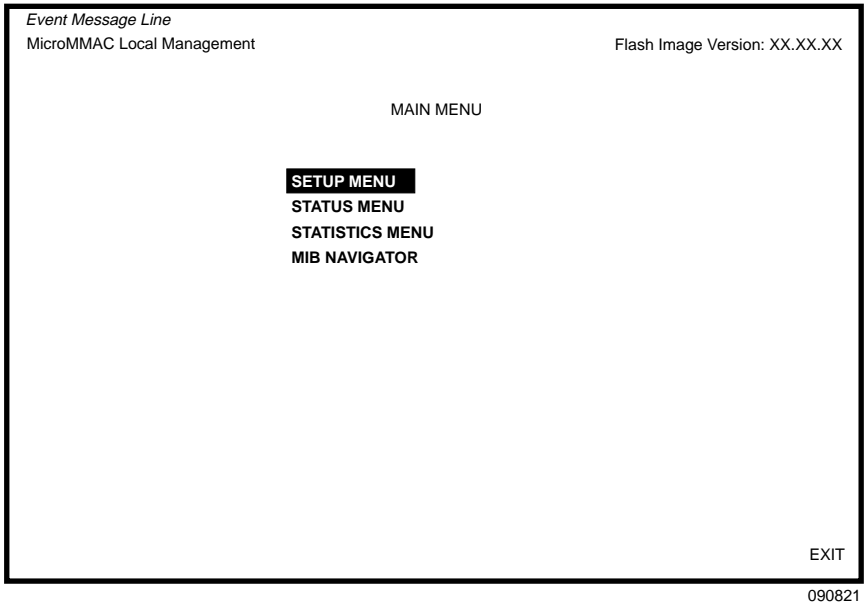 Event Message Line
MicroMMAC Local Management Flash Image Version: XX.XX.XX
MAIN MENU
SETUP MENU
STATUS MENU
STATISTICS MENU
MIB NAVIGATOR
EXIT
090821